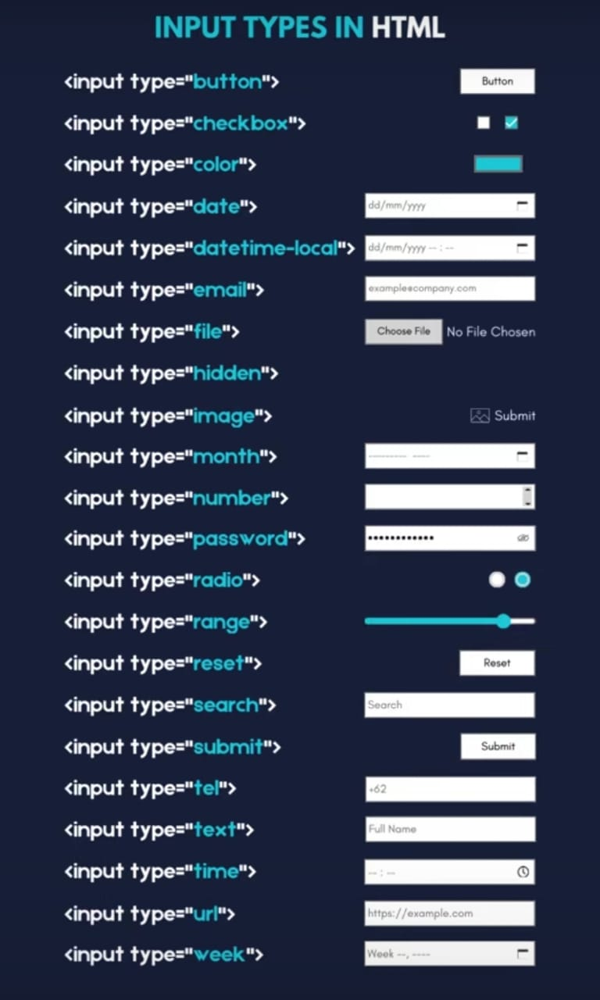 INPUT TYPES IN HTML
<input type="button"> Button
<input type="checkbox">
<input type="color">
<input type="date"> dd/mm/yyyy
<input type="datetime-local"> dd/mm/yyyy -- : --
<input type="email"> example@company.com
<input type="file"> Choose File No File Chosen
<input type="hidden>
<input type="image"> Submit
<input type="month"> --------- ----
<input type="number">
<input type="password"> ••••••••••••
<input type="radio">
<input type="range">
<input type="reset"> Reset
<input type="search"> Search
<input type="submit"> Submit
<input type="tel"> +62
<input type="text"> Full Name
<input type="time"> -- : --
<input type="url"> https://example.com
<input type="week"> Week --, ----